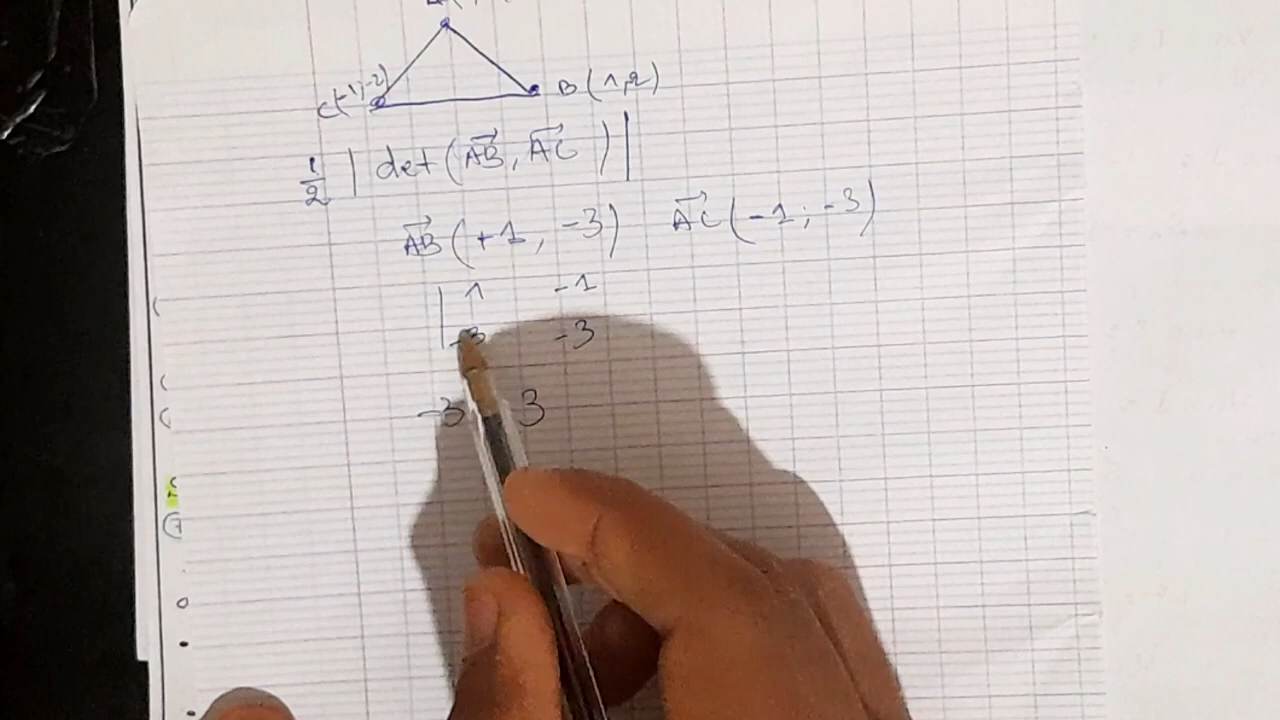 C(-1,-2) B(1,2)
1/2 | det(AB, AC) |
AB(+1, -3) AC(-1; -3)
| 1 -1
-3 -3
-3 3